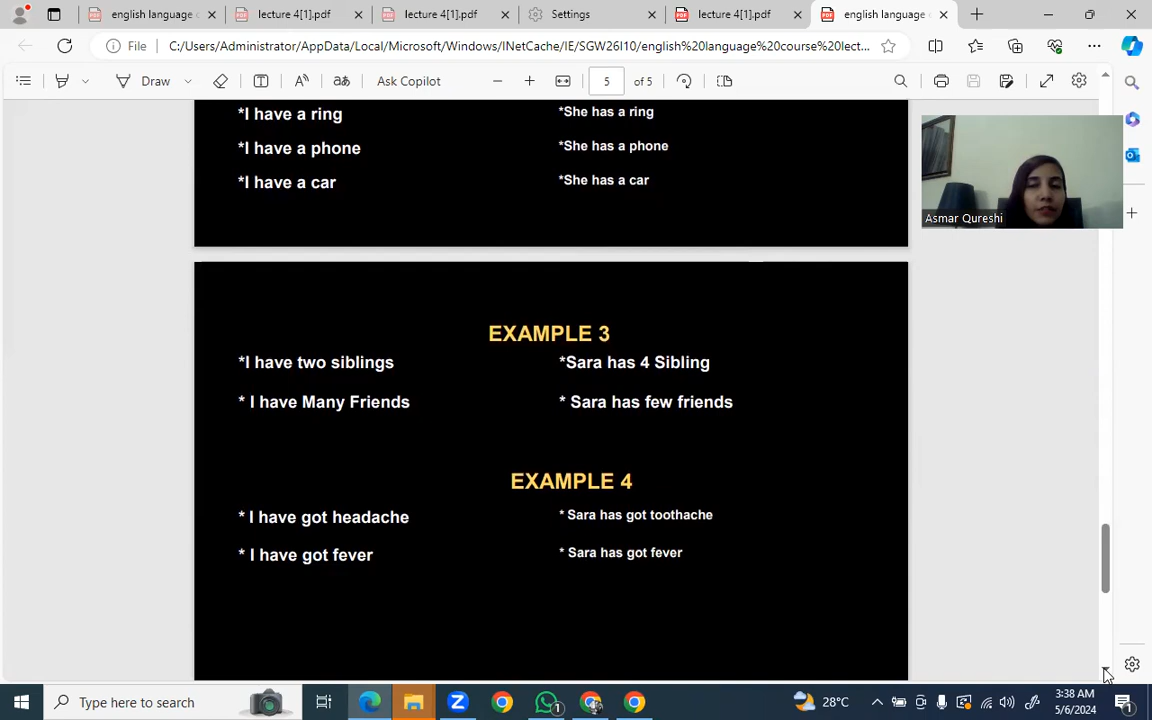 english language
lecture 4[1].pdf
lecture 4[1].pdf
Settings
lecture 4[1].pdf
english language
File
C:/Users/Administrator/AppData/Local/Microsoft/Windows/INetCache/IE/SGW26I10/english%20language%20course%20lect...
Draw
aあ
Ask Copilot
5
of 5
*I have a ring
*She has a ring
*I have a phone
*She has a phone
*I have a car
*She has a car
Asmar Qureshi
EXAMPLE 3
*I have two siblings
*Sara has 4 Sibling
* I have Many Friends
* Sara has few friends
EXAMPLE 4
* I have got headache
* Sara has got toothache
* I have got fever
* Sara has got fever
Type here to search
1
28°C
3:38 AM
5/6/2024
1